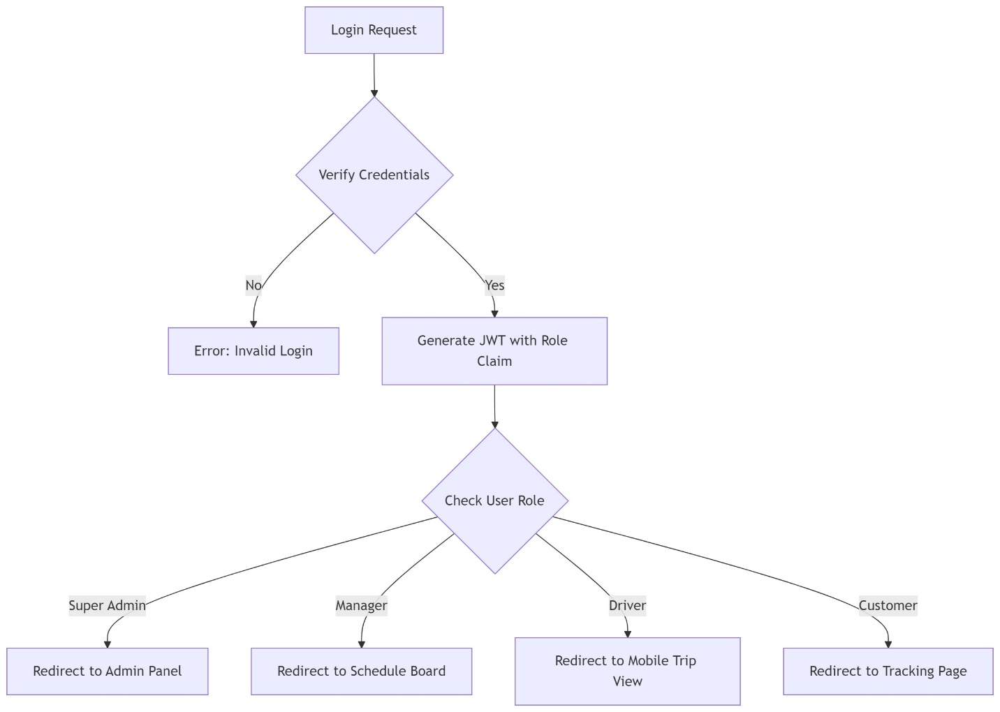 Login Request
Verify Credentials
No
Yes
Error: Invalid Login
Generate JWT with Role
Claim
Check User Role
Super Admin
Manager
Driver
Customer
Redirect to Admin Panel
Redirect to Schedule Board
Redirect to Mobile Trip
View
Redirect to Tracking Page